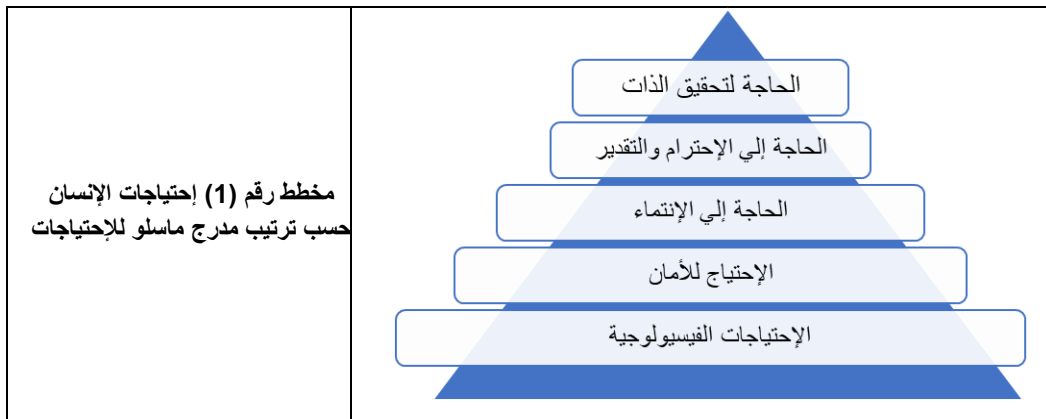 الحاجة لتحقيق الذات
الحاجة إلي الإحترام والتقدير
الحاجة إلي الإنتماء
الإحتياج للأمان
الإحتياجات الفيسيولوجية
مخطط رقم (1) إحتياجات الإنسان
حسب ترتيب مدرج ماسلو للإحتياجات